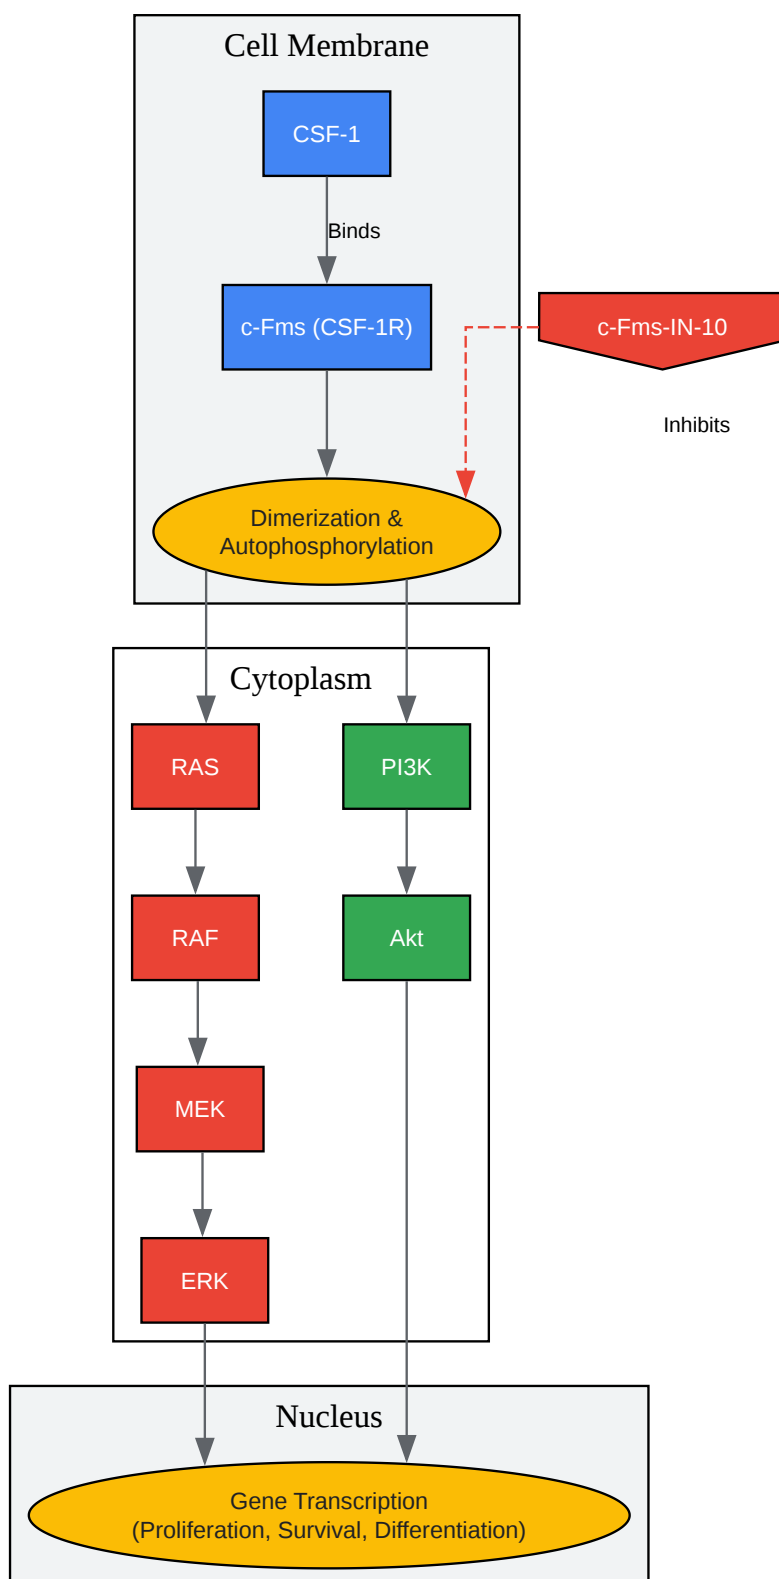 Cell Membrane
CSF-1
Binds
c-Fms (CSF-1R)
c-Fms-IN-10
Inhibits
Dimerization &
Autophosphorylation
Cytoplasm
RAS
PI3K
RAF
Akt
MEK
ERK
Nucleus
Gene Transcription
(Proliferation, Survival, Differentiation)